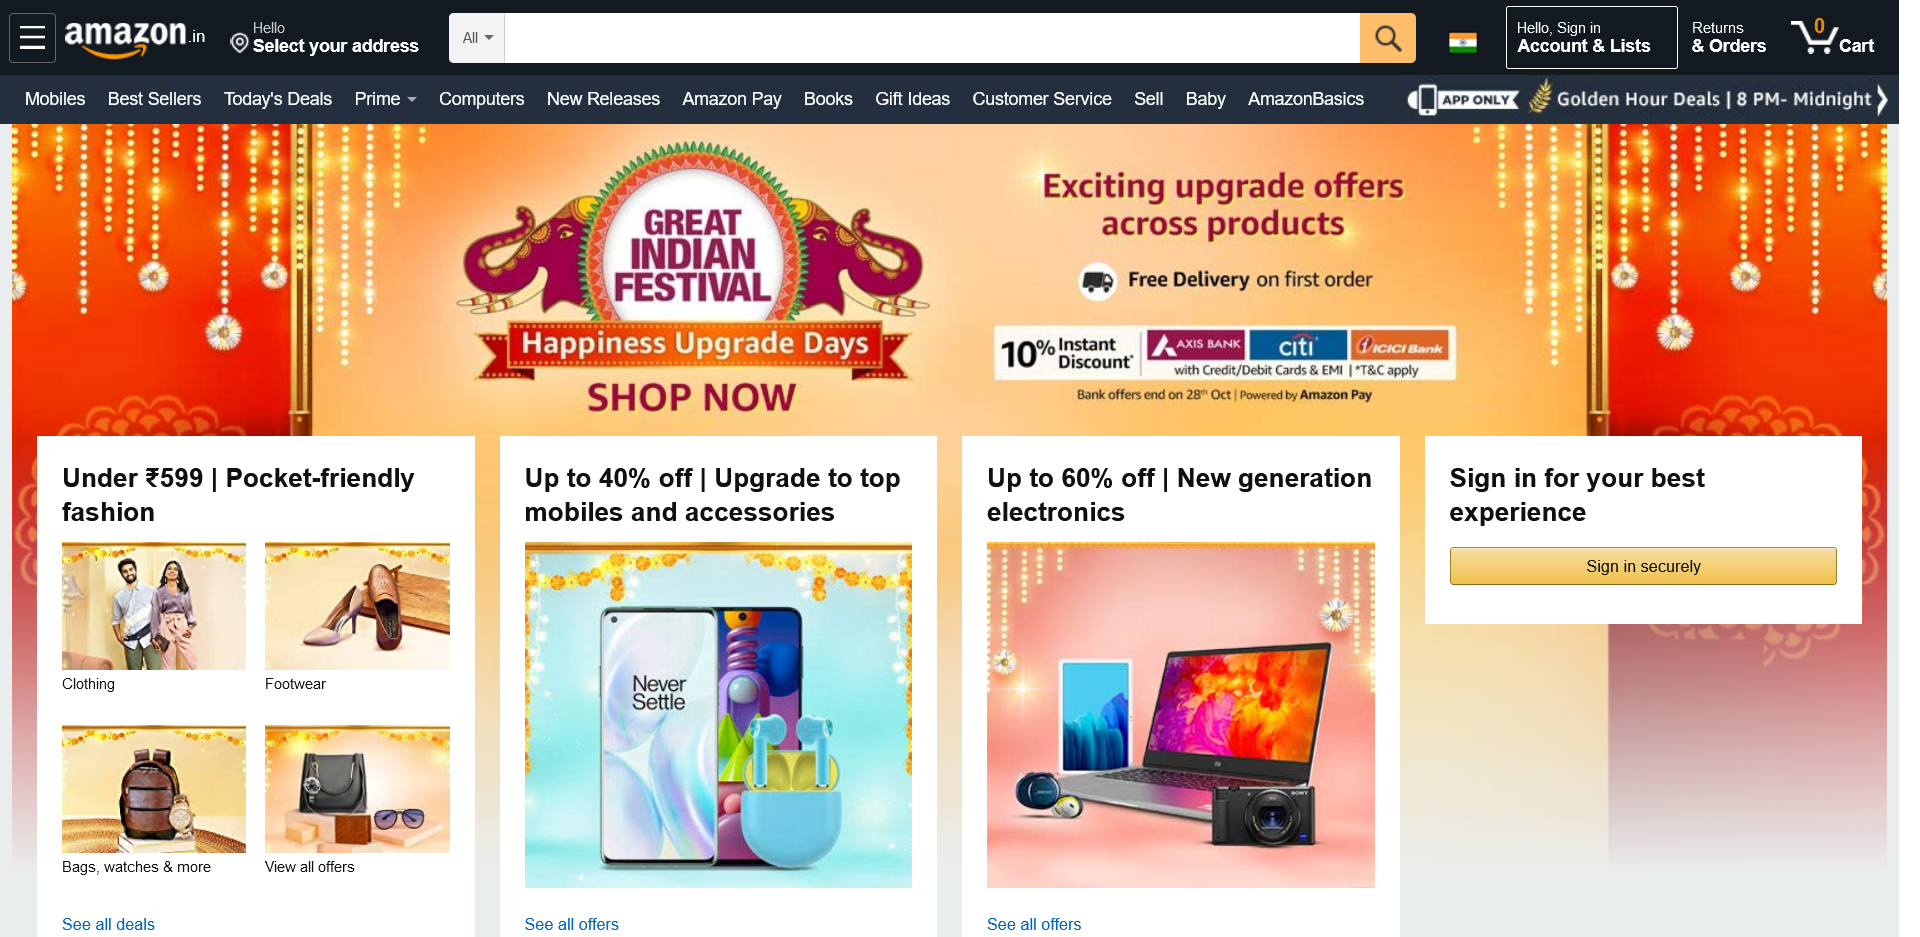 amazon.in
Hello
Select your address
All
Hello, Sign in
Account & Lists
Returns
& Orders
0
Cart
Mobiles Best Sellers Today's Deals Prime Computers New Releases Amazon Pay Books Gift Ideas Customer Service Sell Baby AmazonBasics
APP ONLY Golden Hour Deals | 8 PM- Midnight
GREAT
INDIAN
FESTIVAL
Happiness Upgrade Days
SHOP NOW
Exciting upgrade offers
across products
Free Delivery on first order
10% Instant
Discount*
AXIS BANK citi ICICI Bank
with Credit/Debit Cards & EMI | *T&C apply
Bank offers end on 28th Oct | Powered by Amazon Pay
Under ₹599 | Pocket-friendly
fashion
Clothing
Footwear
Bags, watches & more
View all offers
See all deals
Up to 40% off | Upgrade to top
mobiles and accessories
Never
Settle
See all offers
Up to 60% off | New generation
electronics
SONY
See all offers
Sign in for your best
experience
Sign in securely